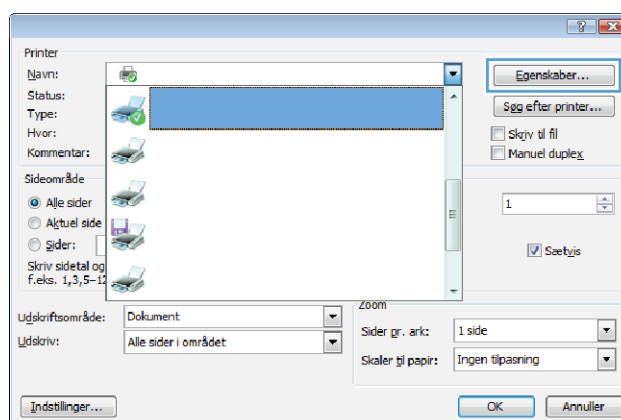 Printer
Navn:
Egenskaber...
Status:
Type:
Søg efter printer...
Hvor:
Skriv til fil
Kommentar:
Manuel duplex
Sideområde
Alle sider
1
Aktuel side
Sider:
Sætvis
Skriv sidetal og
f.eks. 1,3,5-12
Zoom
Udskriftsområde:
Dokument
Sider pr. ark:
1 side
Udskriv:
Alle sider i området
Skaler til papir:
Ingen tilpasning
Indstillinger...
OK
Annuller